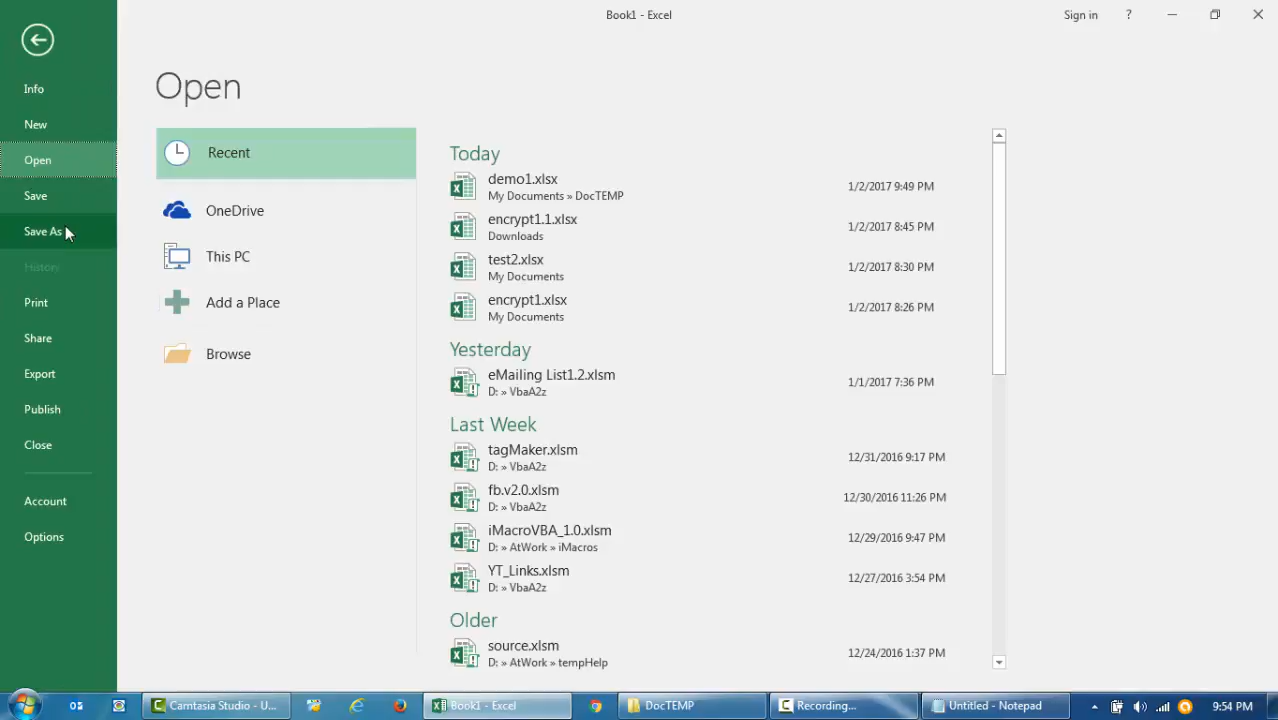 Book1 - Excel
Sign in
?
Info
New
Open
Save
Save As
History
Print
Share
Export
Publish
Close
Account
Options
Open
Recent
OneDrive
This PC
Add a Place
Browse
Today
demo1.xlsx
My Documents » DocTEMP
1/2/2017 9:49 PM
encrypt1.1.xlsx
Downloads
1/2/2017 8:45 PM
test2.xlsx
My Documents
1/2/2017 8:30 PM
encrypt1.xlsx
My Documents
1/2/2017 8:26 PM
Yesterday
eMailing List1.2.xlsm
D: » VbaA2z
1/1/2017 7:36 PM
Last Week
tagMaker.xlsm
D: » VbaA2z
12/31/2016 9:17 PM
fb.v2.0.xlsm
D: » VbaA2z
12/30/2016 11:26 PM
iMacroVBA_1.0.xlsm
D: » AtWork » iMacros
12/29/2016 9:47 PM
YT_Links.xlsm
D: » VbaA2z
12/27/2016 3:54 PM
Older
source.xlsm
D: » AtWork » tempHelp
12/24/2016 1:37 PM
Camtasia Studio - U...
Book1 - Excel
DocTEMP
Recording...
Untitled - Notepad
9:54 PM